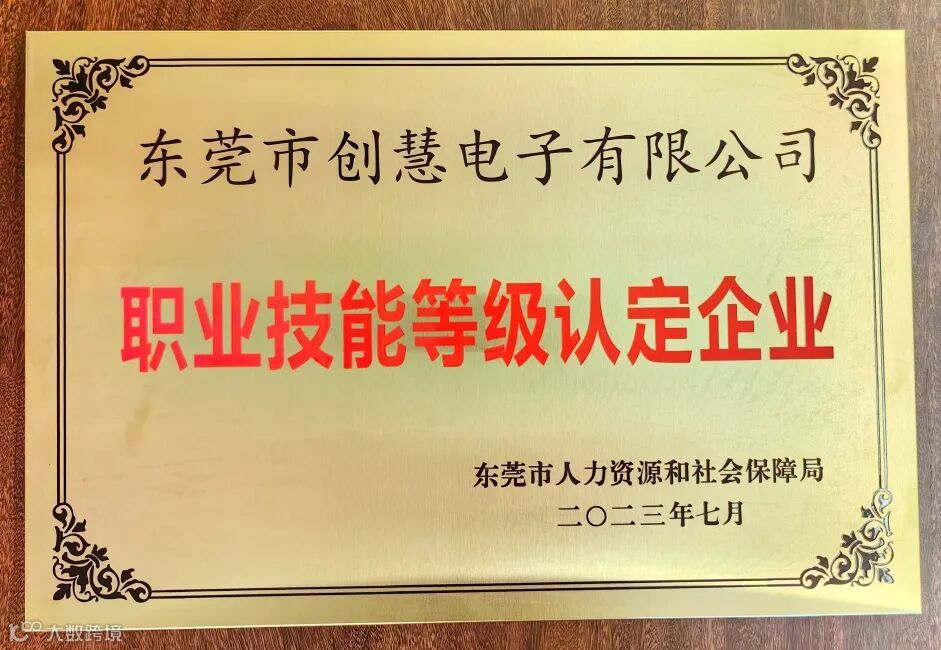 东莞市创慧电子有限公司
职业技能等级认定企业
东莞市人力资源和社会保障局
二〇二三年七月
大数跨境